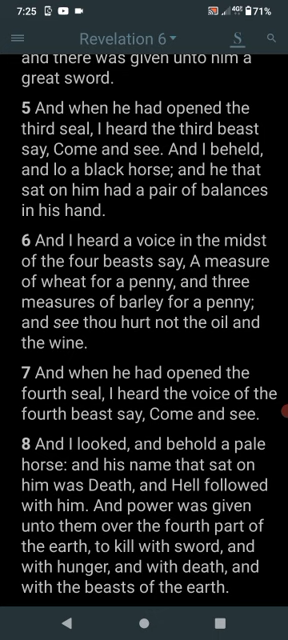 7:25
4G
71%
Revelation 6
S
and there was given unto him a
great sword.
5 And when he had opened the
third seal, I heard the third beast
say, Come and see. And I beheld,
and lo a black horse; and he that
sat on him had a pair of balances
in his hand.
6 And I heard a voice in the midst
of the four beasts say, A measure
of wheat for a penny, and three
measures of barley for a penny;
and see thou hurt not the oil and
the wine.
7 And when he had opened the
fourth seal, I heard the voice of the
fourth beast say, Come and see.
8 And I looked, and behold a pale
horse: and his name that sat on
him was Death, and Hell followed
with him. And power was given
unto them over the fourth part of
the earth, to kill with sword, and
with hunger, and with death, and
with the beasts of the earth.